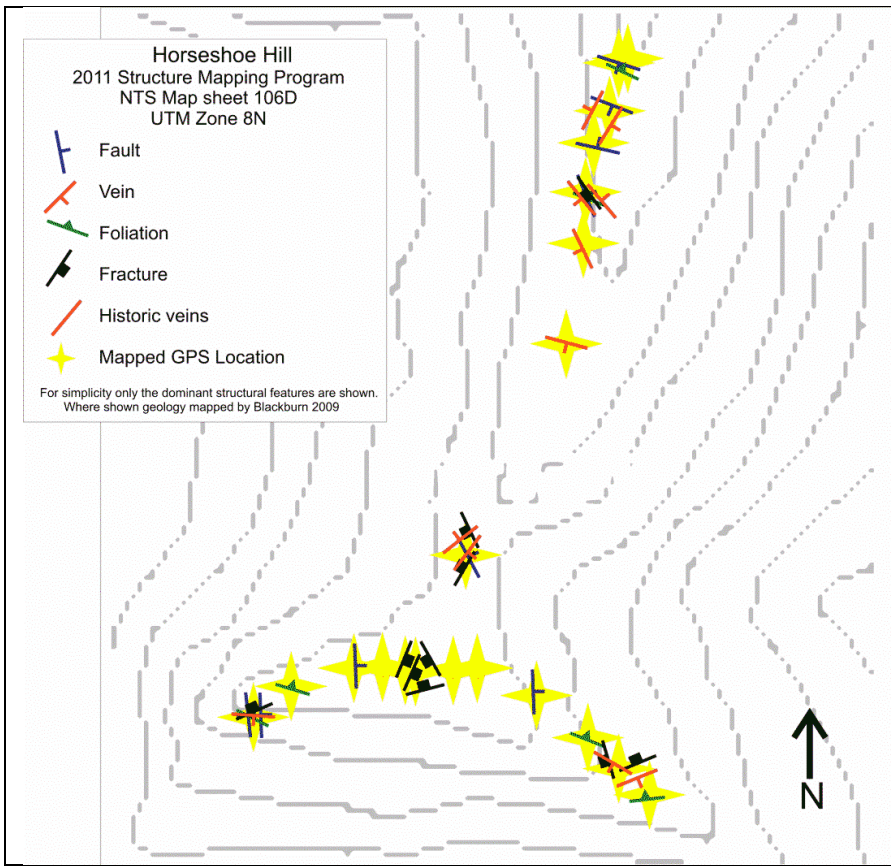 Horseshoe Hill
2011 Structure Mapping Program
NTS Map sheet 106D
UTM Zone 8N
Fault
Vein
Foliation
Fracture
Historic veins
Mapped GPS Location
For simplicity only the dominant structural features are shown.
Where shown geology mapped by Blackburn 2009
N